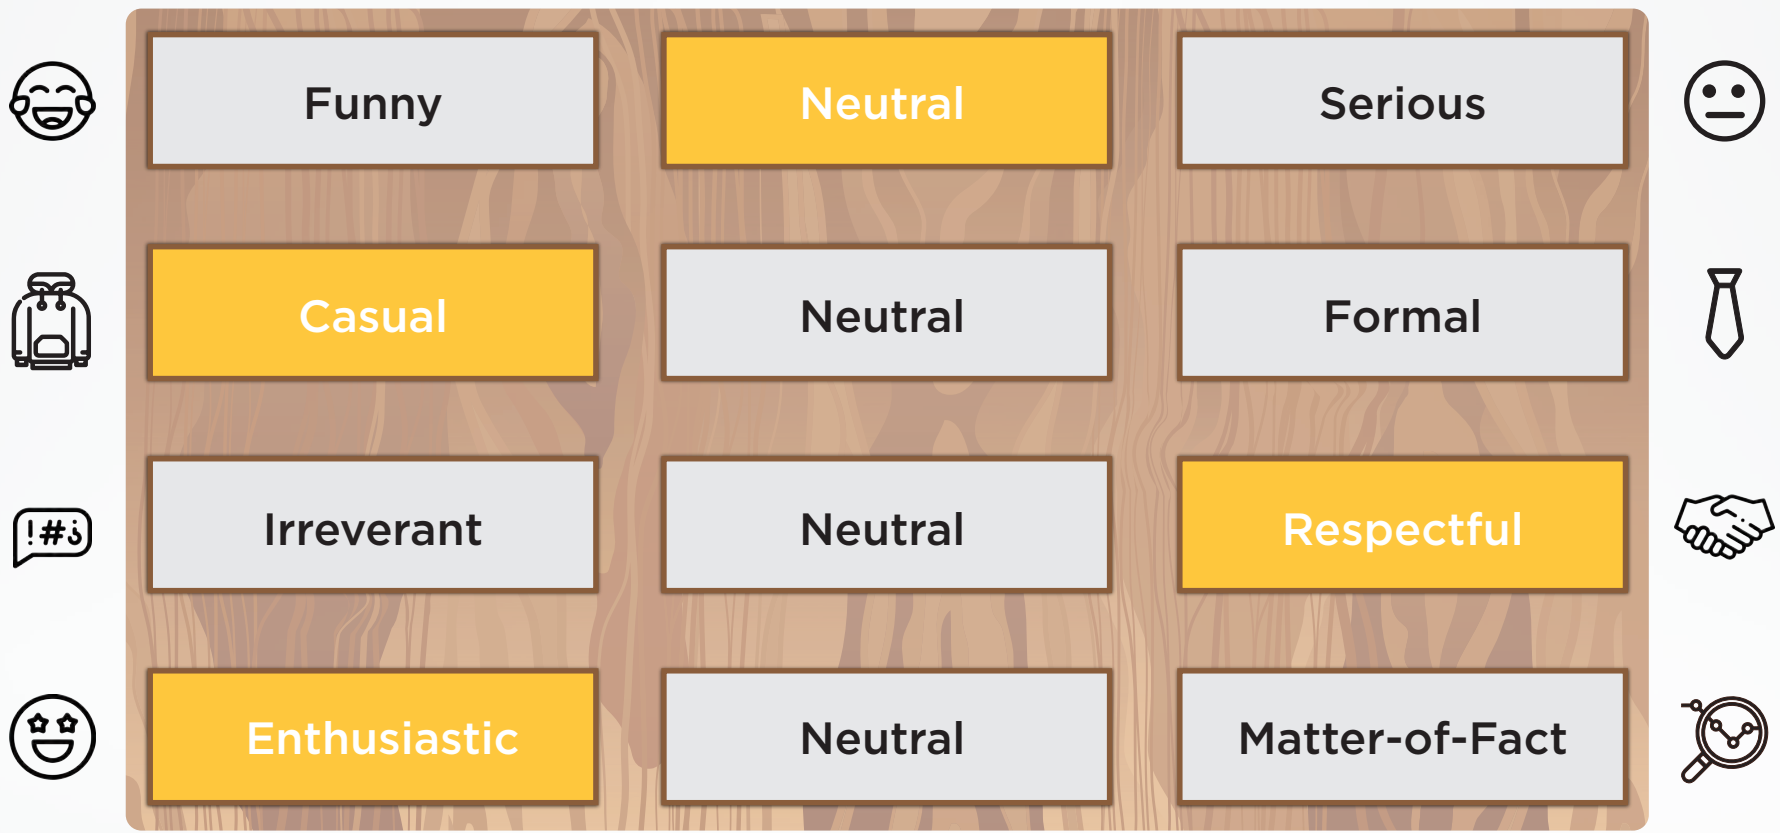 Funny Neutral Serious
Casual Neutral Formal
!#¿ Irreverant Neutral Respectful
Enthusiastic Neutral Matter-of-Fact